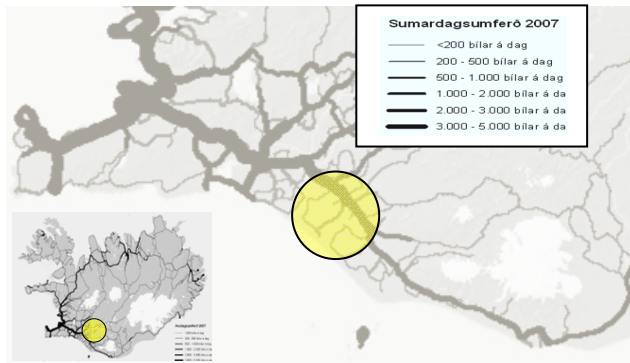 Sumardagsumferð 2007
<200 bílar á dag
200 - 500 bílar á dag
500 - 1.000 bílar á dag
1.000 - 2.000 bílar á da
2.000 - 3.000 bílar á da
3.000 - 5.000 bílar á da